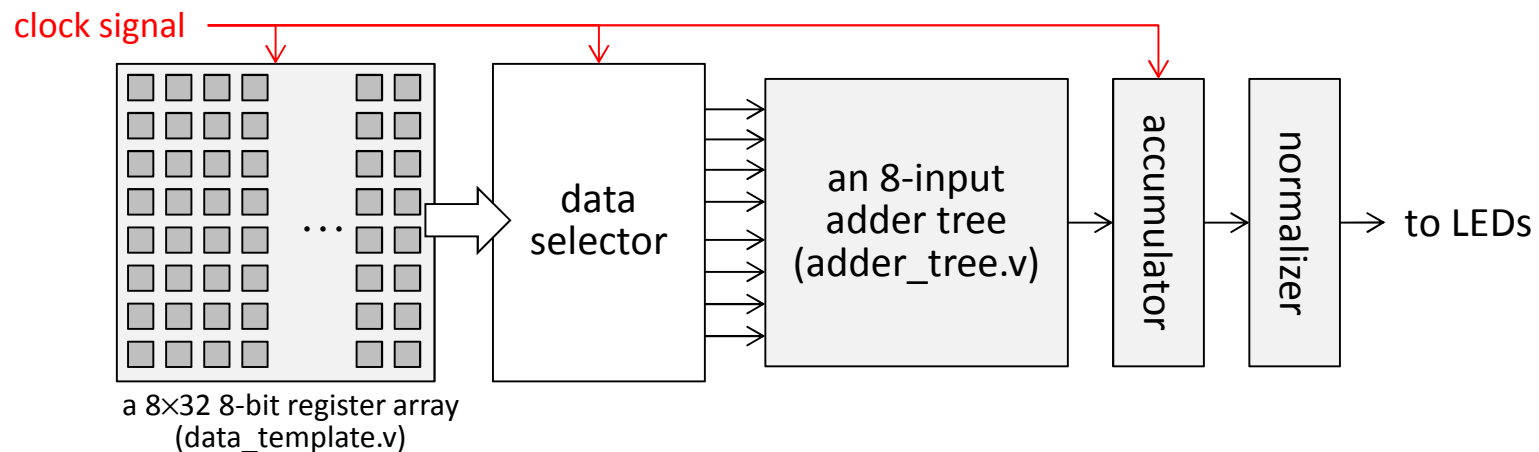 clock signal
data
selector
an 8-input
adder tree
(adder_tree.v)
accumulator
normalizer
to LEDs
...
a 8×32 8-bit register array
(data_template.v)